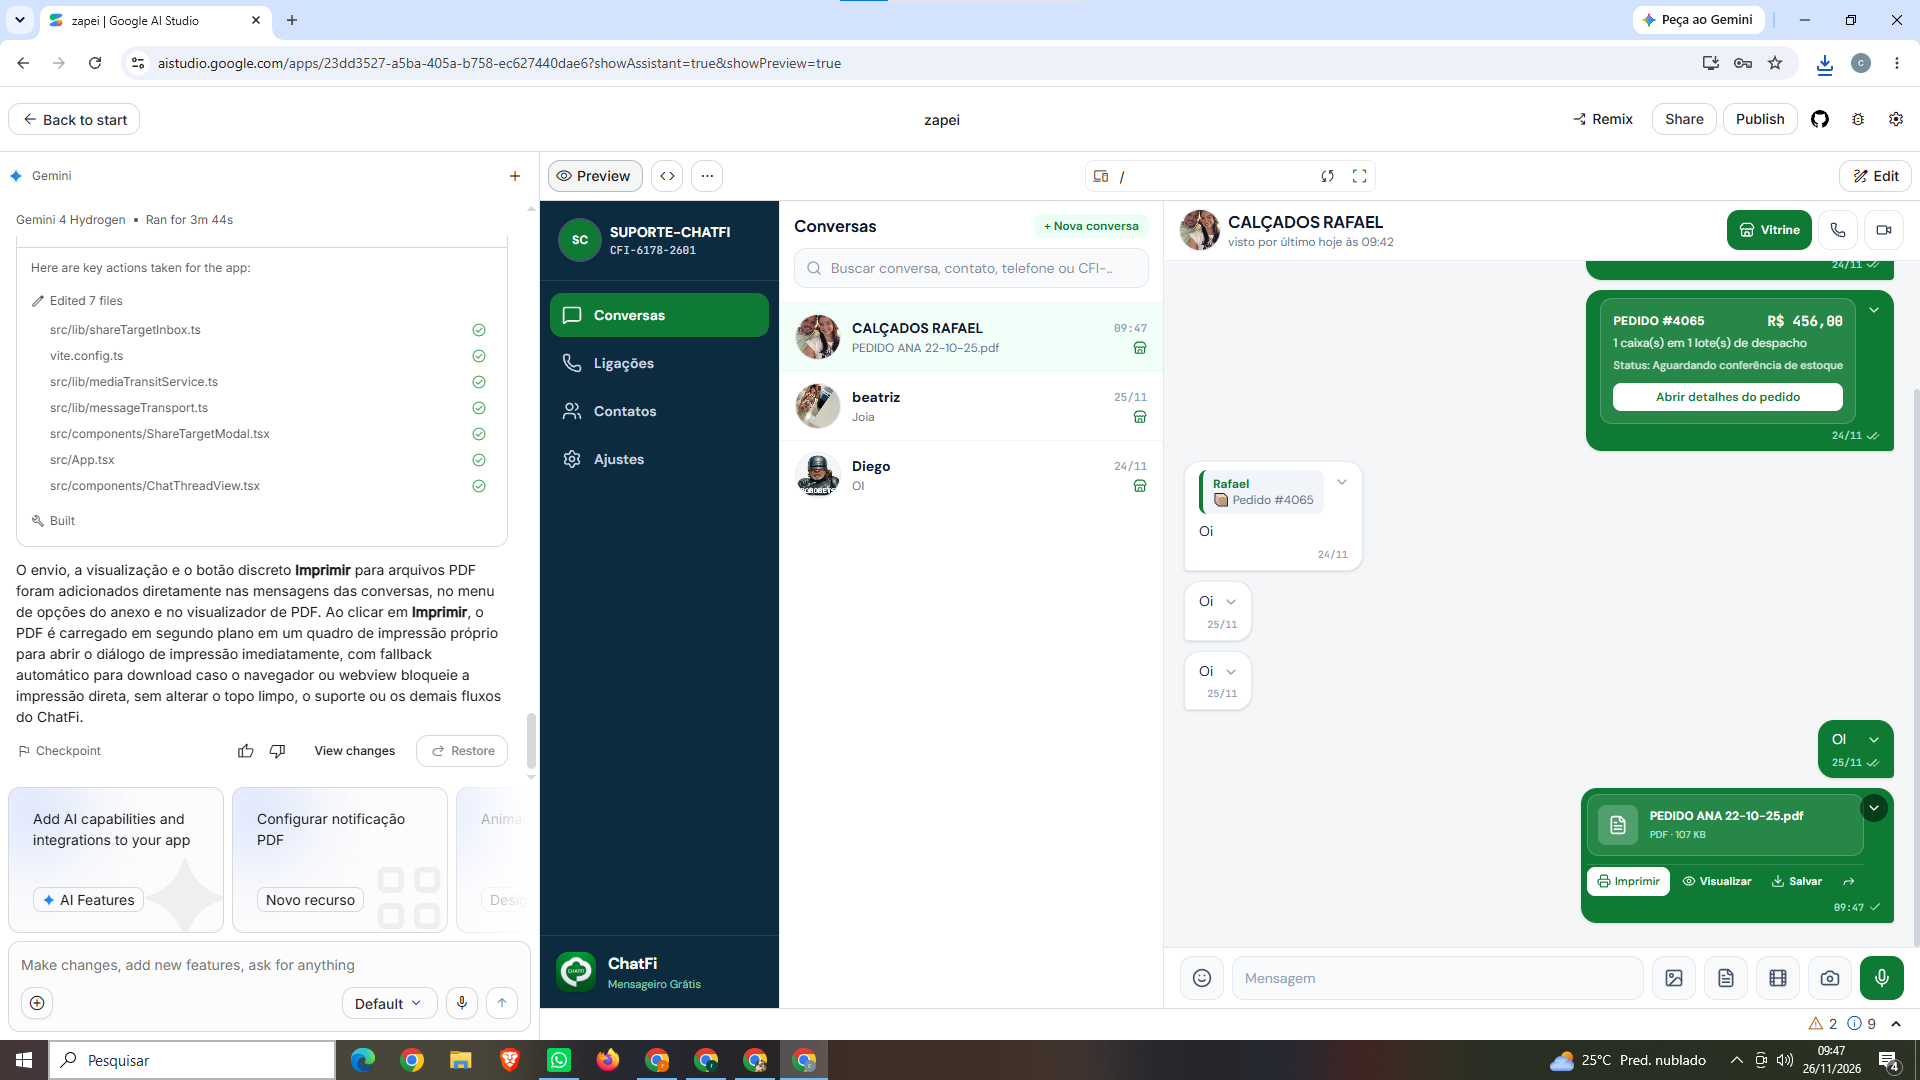 zapei | Google AI Studio
Peça ao Gemini
aistudio.google.com/apps/23dd3527-a5ba-405a-b758-ec627440dae6?showAssistant=true&showPreview=true
C
Back to start
zapei
Remix
Share
Publish
Gemini
Preview
/
Edit
Gemini 4 Hydrogen • Ran for 3m 44s
Here are key actions taken for the app:
Edited 7 files
src/lib/shareTargetInbox.ts
vite.config.ts
src/lib/mediaTransitService.ts
src/lib/messageTransport.ts
src/components/ShareTargetModal.tsx
src/App.tsx
src/components/ChatThreadView.tsx
Built
O envio, a visualização e o botão discreto Imprimir para arquivos PDF
foram adicionados diretamente nas mensagens das conversas, no menu
de opções do anexo e no visualizador de PDF. Ao clicar em Imprimir, o
PDF é carregado em segundo plano em um quadro de impressão próprio
para abrir o diálogo de impressão imediatamente, com fallback
automático para download caso o navegador ou webview bloqueie a
impressão direta, sem alterar o topo limpo, o suporte ou os demais fluxos
do ChatFi.
Checkpoint
View changes
Restore
Add AI capabilities and
integrations to your app
AI Features
Configurar notificação
PDF
Novo recurso
Make changes, add new features, ask for anything
Default
SC
SUPORTE-CHATFI
CFI-6178-2601
Conversas
Ligações
Contatos
Ajustes
CHATFI
ChatFi
Mensageiro Grátis
Conversas
+ Nova conversa
Buscar conversa, contato, telefone ou CFI-..
CALÇADOS RAFAEL
09:47
PEDIDO ANA 22-10-25.pdf
beatriz
25/11
Joia
Diego
24/11
OI
CALÇADOS RAFAEL
visto por último hoje às 09:42
Vitrine
24/11
PEDIDO #4065
R$ 456,00
1 caixa(s) em 1 lote(s) de despacho
Status: Aguardando conferência de estoque
Abrir detalhes do pedido
24/11
Rafael
Pedido #4065
Oi
24/11
Oi
25/11
Oi
25/11
OI
25/11
PEDIDO ANA 22-10-25.pdf
PDF · 107 KB
Imprimir
Visualizar
Salvar
09:47
Mensagem
2
9
Pesquisar
25°C Pred. nublado
09:47
26/11/2026
4